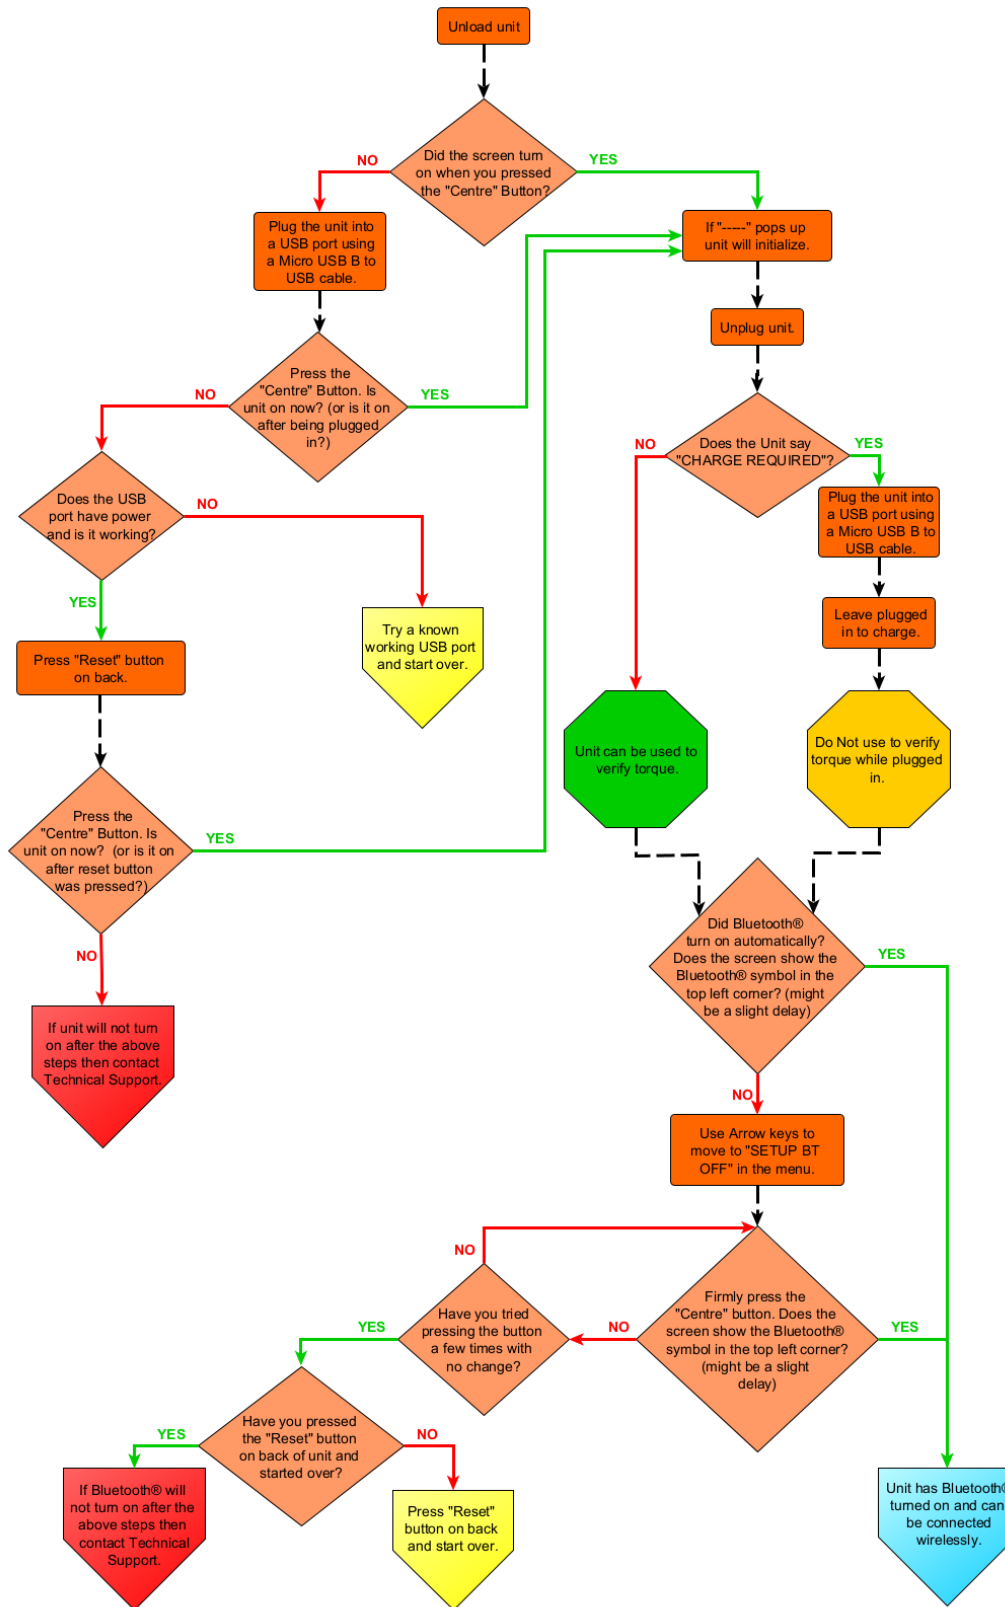 Unload unit
Did the screen turn
on when you pressed
the "Centre" Button?
NO
YES
Plug the unit into
a USB port using
a Micro USB B to
USB cable.
If "-----" pops up
unit will initialize.
Unplug unit.
Press the
"Centre" Button. Is
unit on now? (or is it on
after being plugged
in?)
NO
YES
Does the USB
port have power
and is it working?
NO
YES
Does the Unit say
"CHARGE REQUIRED"?
NO
YES
Plug the unit into
a USB port using
a Micro USB B to
USB cable.
Leave plugged
in to charge.
Try a known
working USB port
and start over.
Press "Reset" button
on back.
Unit can be used to
verify torque.
Do Not use to verify
torque while plugged
in.
Press the
"Centre" Button. Is
unit on now?  (or is it on
after reset button
was pressed?)
YES
NO
If unit will not turn
on after the above
steps then contact
Technical Support.
Did Bluetooth®
turn on automatically?
Does the screen show the
Bluetooth® symbol in the
top left corner? (might
be a slight delay)
YES
NO
Use Arrow keys to
move to "SETUP BT
OFF" in the menu.
Firmly press the
"Centre" button. Does the
screen show the Bluetooth®
symbol in the top left corner?
(might be a slight
delay)
YES
NO
Have you tried
pressing the button
a few times with
no change?
NO
YES
Have you pressed
the "Reset" button
on back of unit and
started over?
YES
NO
If Bluetooth® will
not turn on after the
above steps then
contact Technical
Support.
Press "Reset"
button on back
and start over.
Unit has Bluetooth®
turned on and can
be connected
wirelessly.